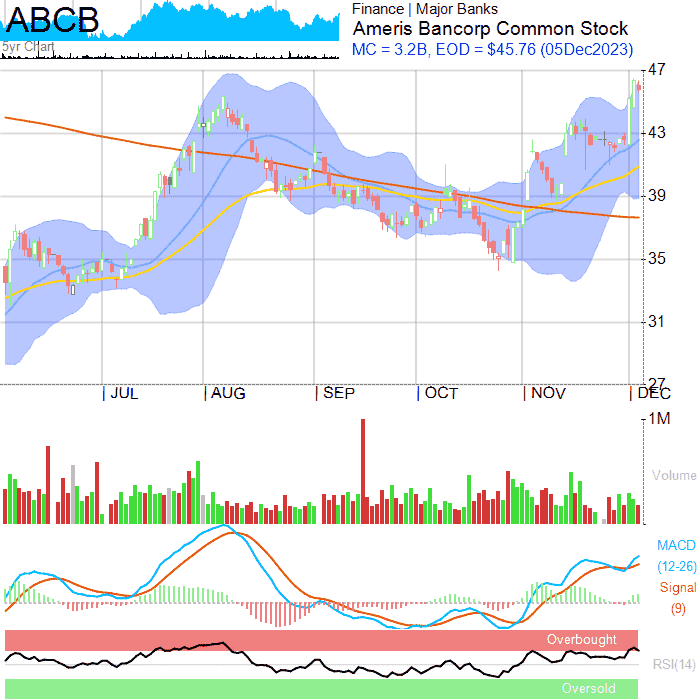 ABCB
5yr Chart
Finance | Major Banks
Ameris Bancorp Common Stock
MC = 3.2B, EOD = $45.76 (05Dec2023)
47
43
39
35
31
27
JUL
AUG
SEP
OCT
NOV
DEC
1M
Volume
MACD
(12-26)
Signal
(9)
Overbought
RSI(14)
Oversold